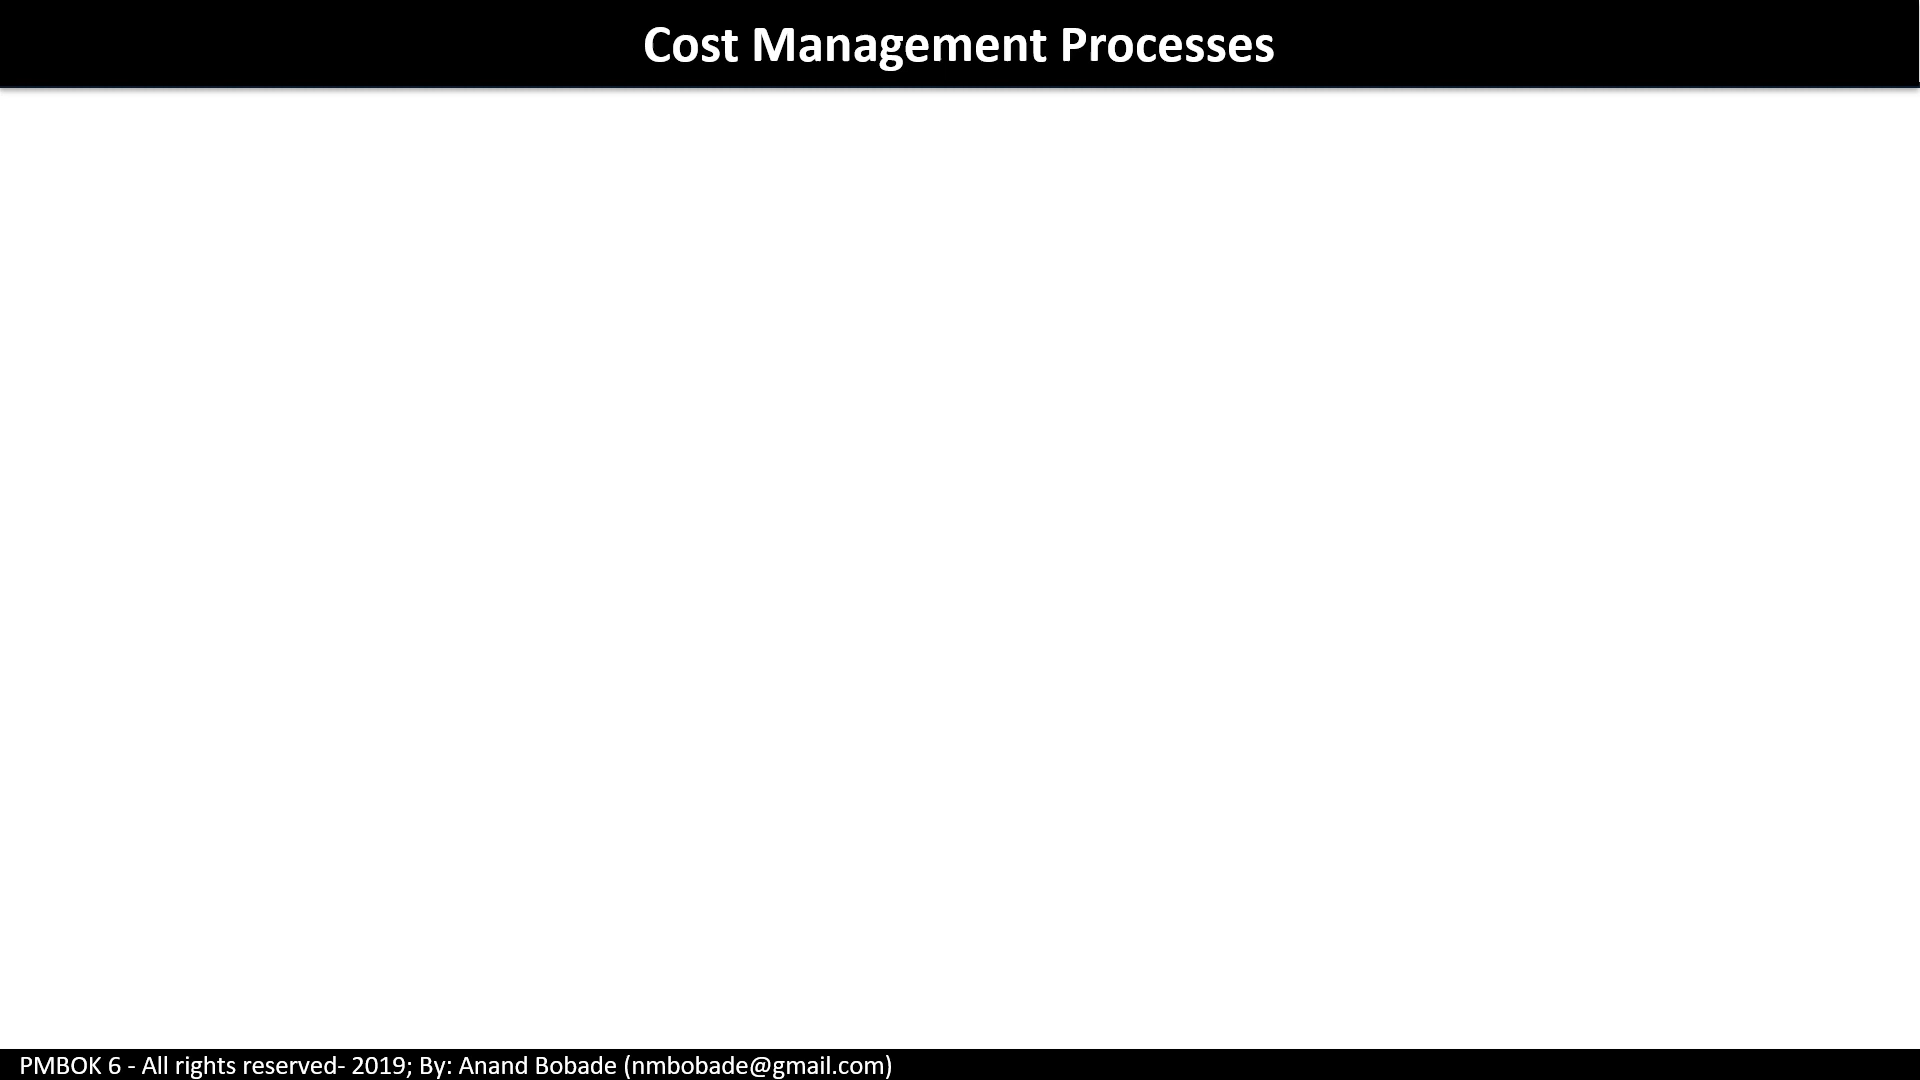 Cost Management Processes
PMBOK 6 - All rights reserved- 2019; By: Anand Bobade (nmbobade@gmail.com)